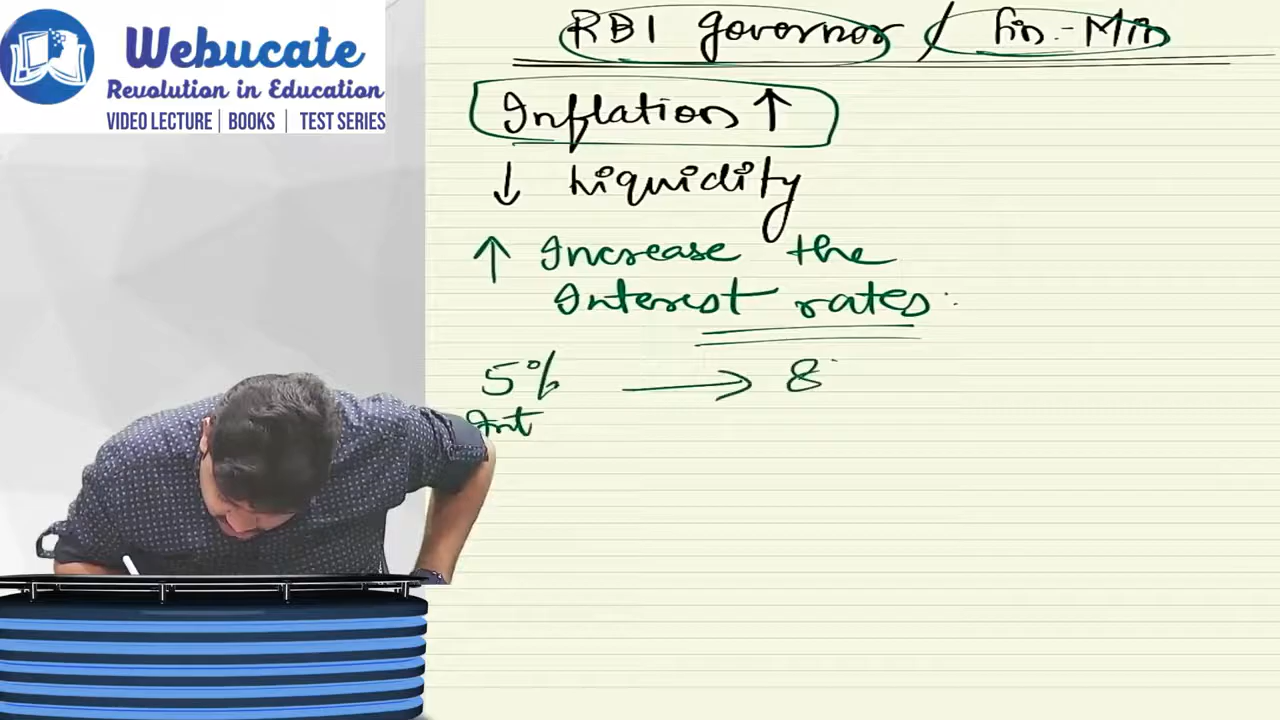 Webucate
Revolution in Education
VIDEO LECTURE | BOOKS | TEST SERIES
RBI governor / Fin.-Min
Inflation ↑
↓ Liquidity
↑ Increase the
Interest rates.
5% → 8
Int